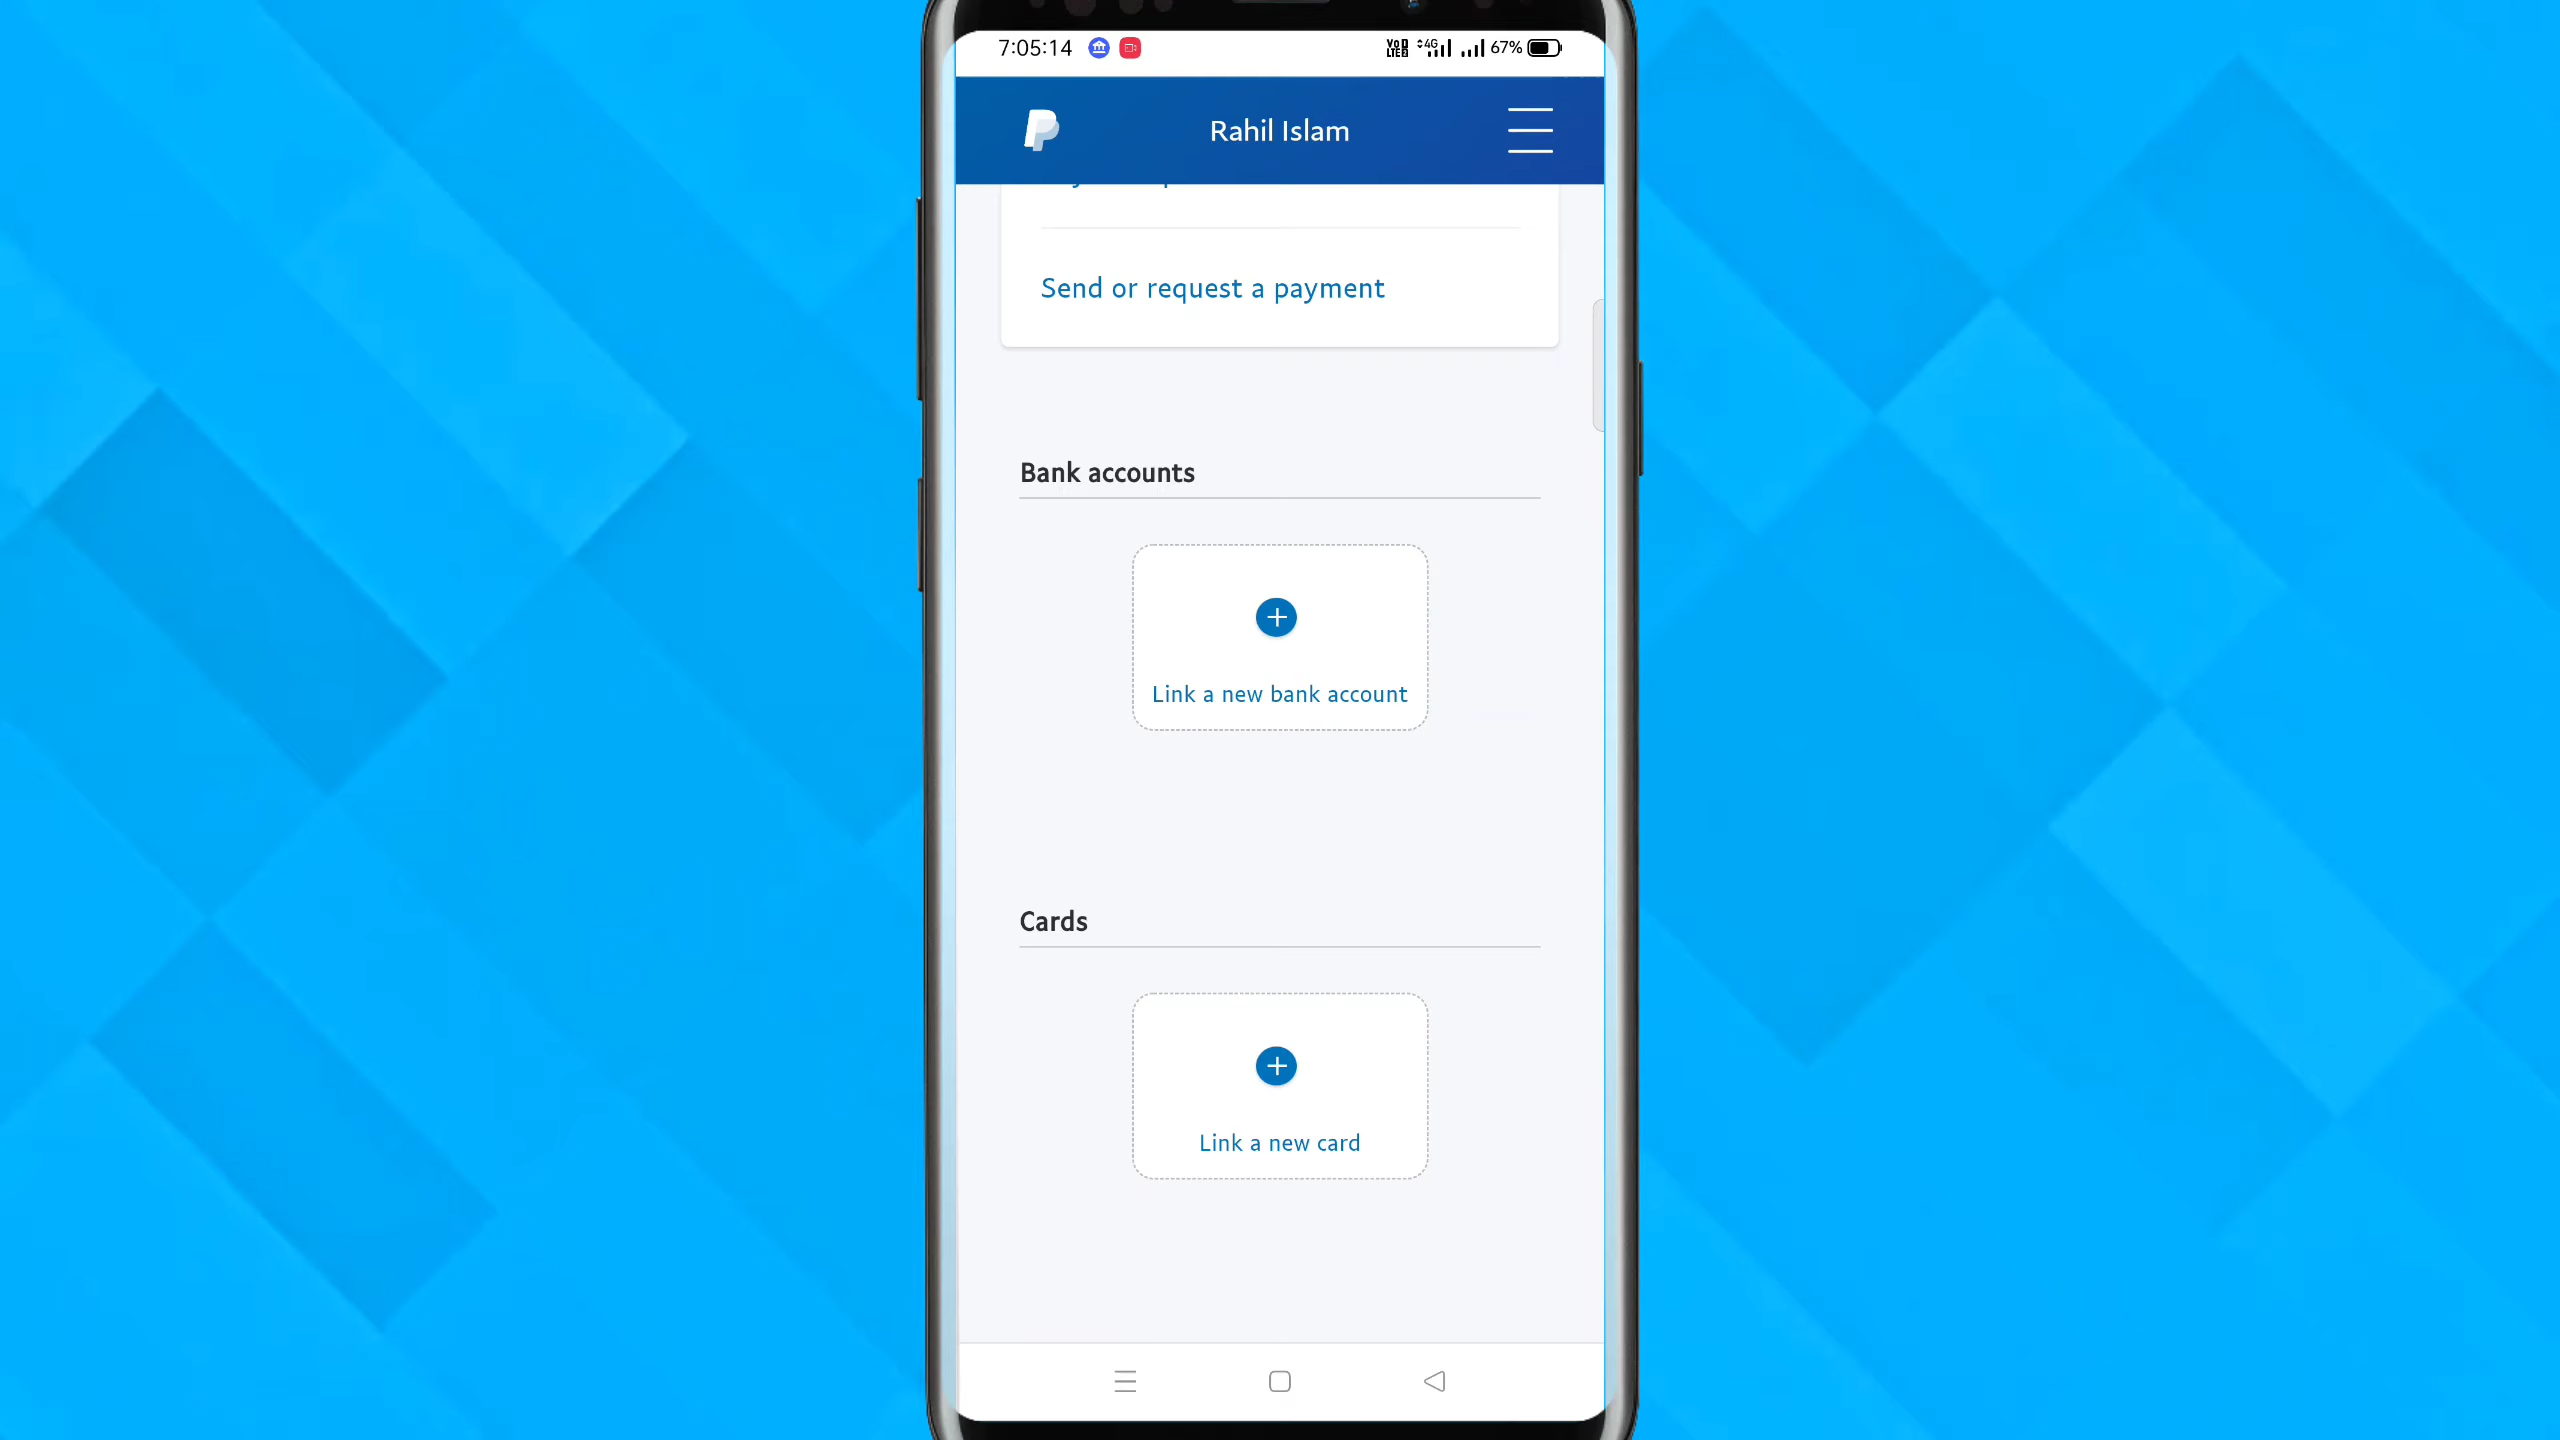 7:05:14 4G 67%
Rahil Islam
Send or request a payment
Bank accounts
Link a new bank account
Cards
Link a new card